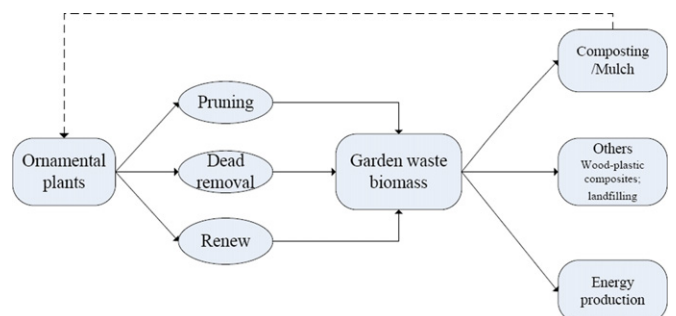 Ornamental
plants
Pruning
Dead
removal
Renew
Garden waste
biomass
Composting
/Mulch
Others
Wood-plastic
composites;
landfilling
Energy
production